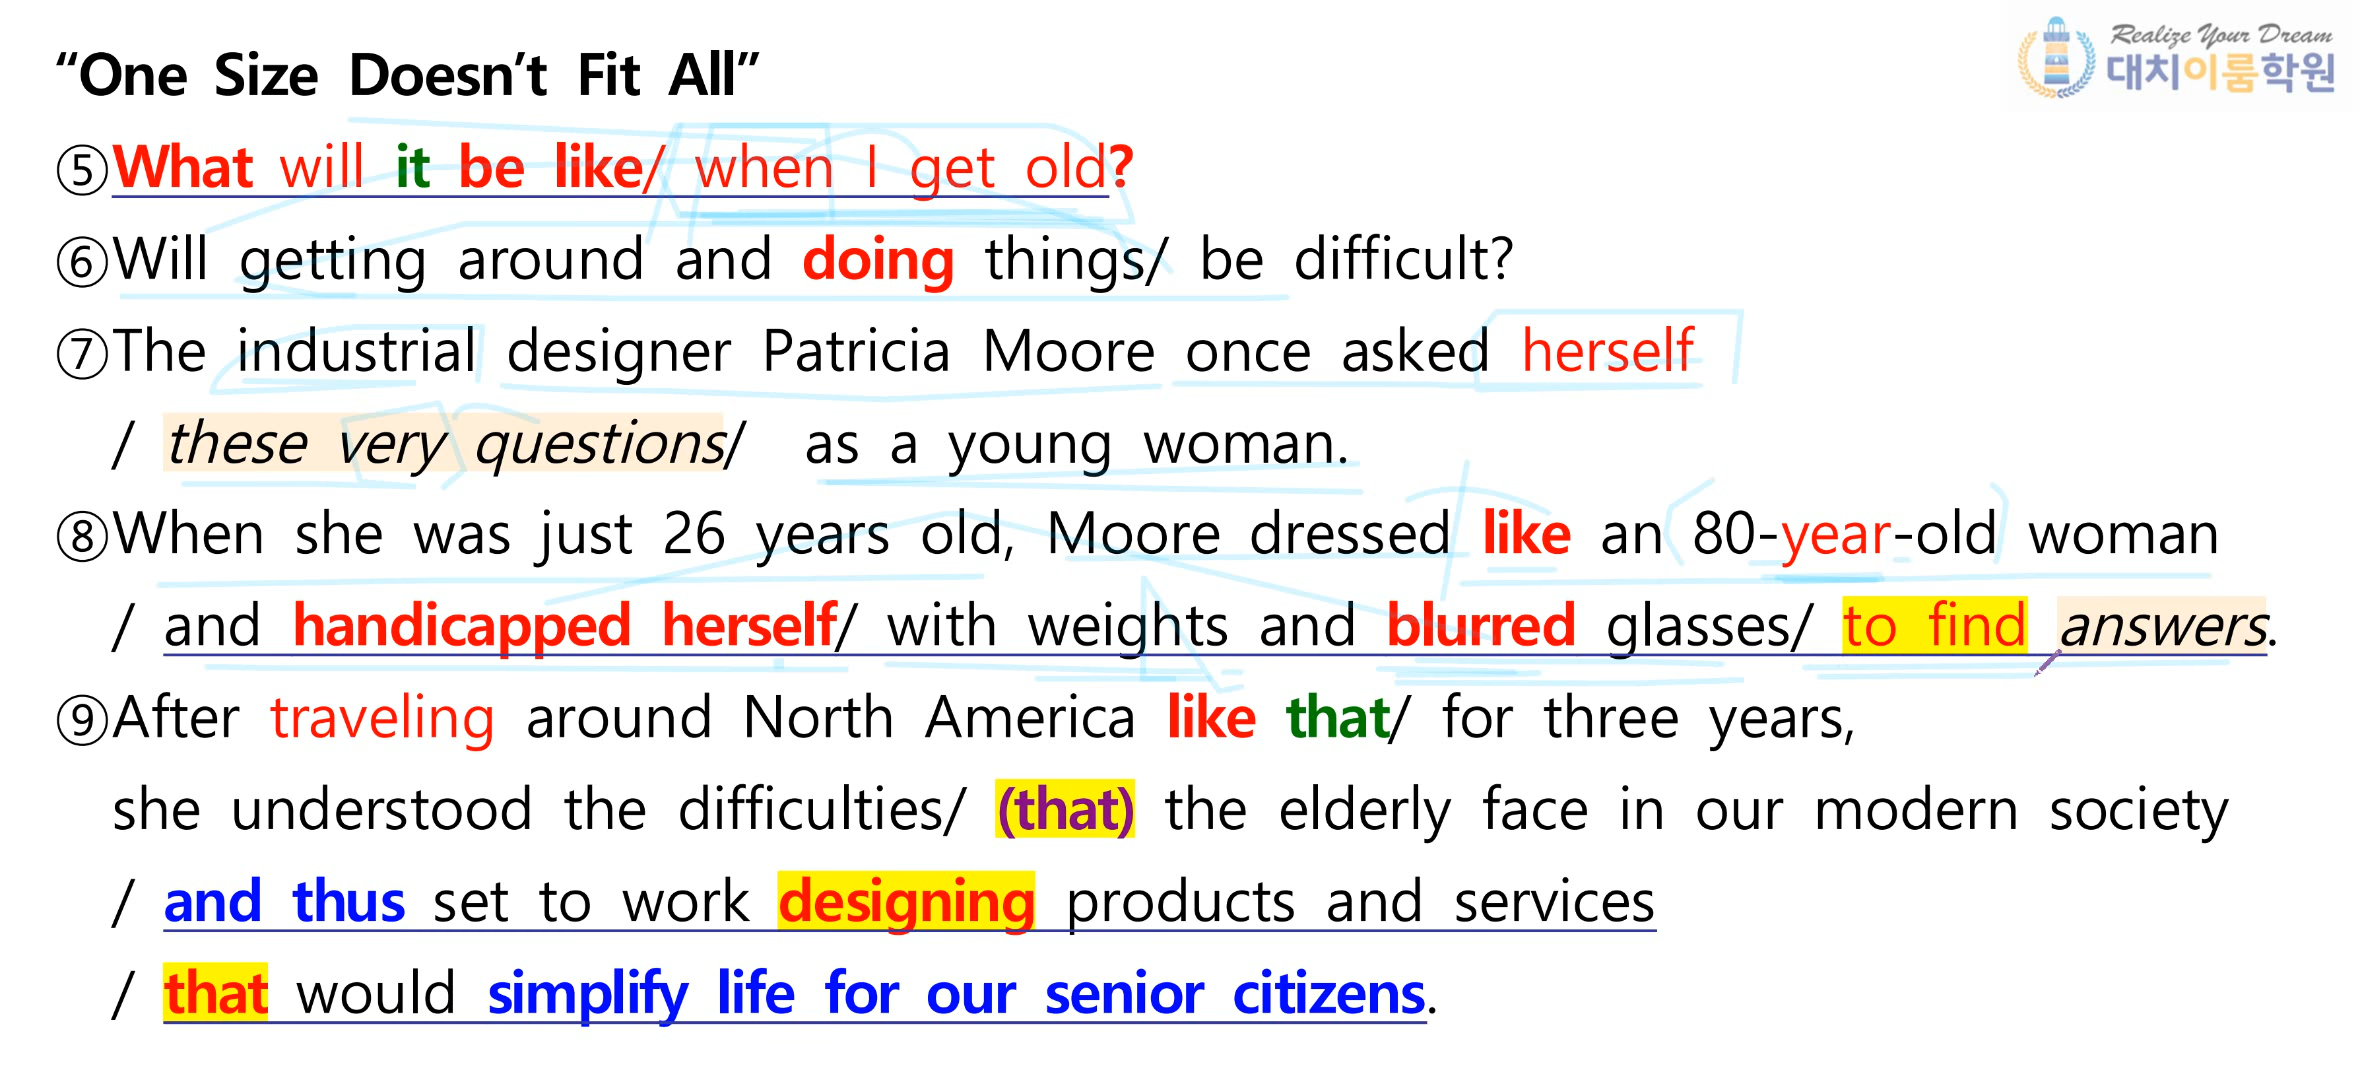 “One Size Doesn’t Fit All”
Realize Your Dream
대치이룸학원
⑤What will it be like/ when I get old?
⑥Will getting around and doing things/ be difficult?
⑦The industrial designer Patricia Moore once asked herself
/ these very questions/ as a young woman.
⑧When she was just 26 years old, Moore dressed like an 80-year-old woman
/ and handicapped herself/ with weights and blurred glasses/ to find answers.
⑨After traveling around North America like that/ for three years,
she understood the difficulties/ (that) the elderly face in our modern society
/ and thus set to work designing products and services
/ that would simplify life for our senior citizens.